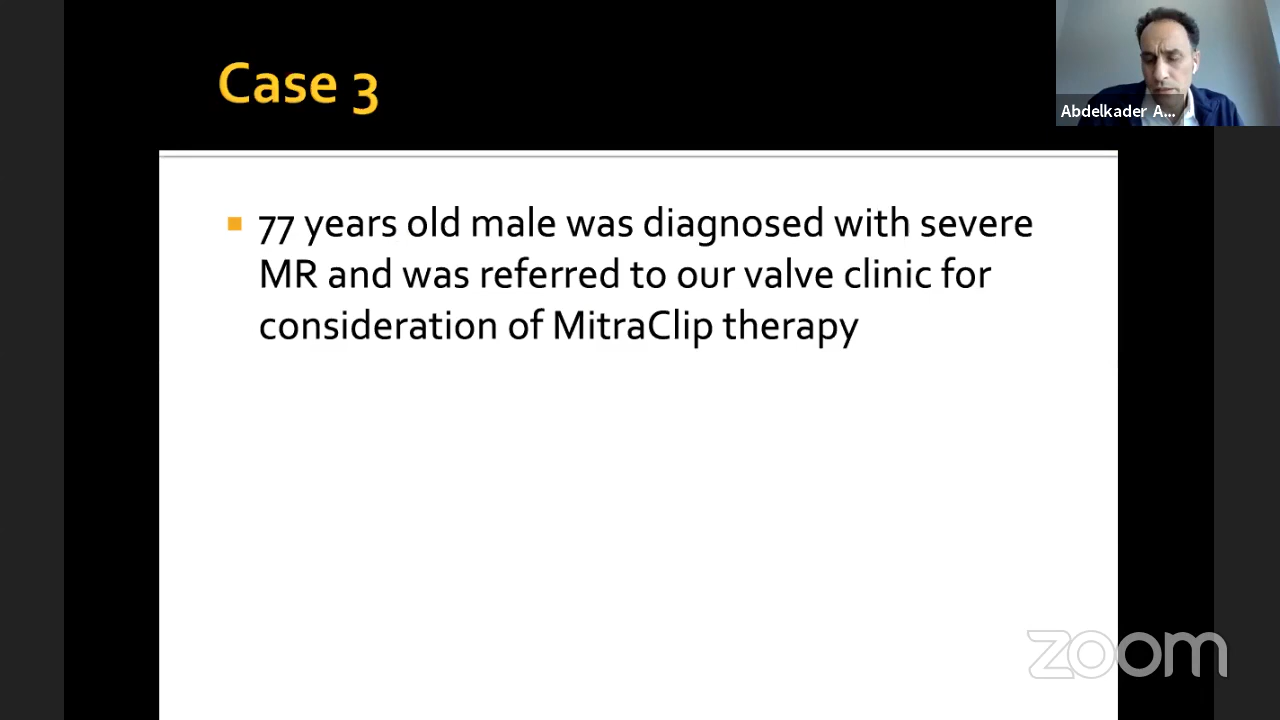 Case 3
Abdelkader A...
77 years old male was diagnosed with severe
MR and was referred to our valve clinic for
consideration of MitraClip therapy
zoom